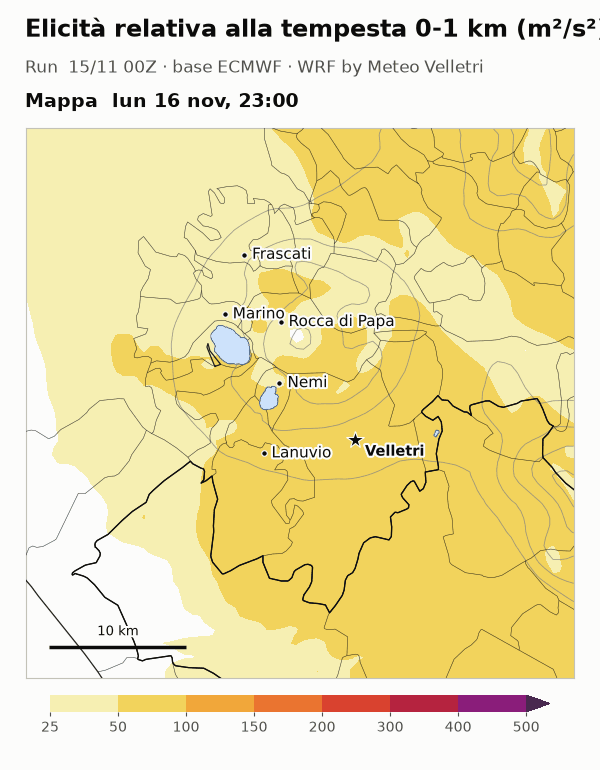 Elicità relativa alla tempesta 0-1 km (m²/s²)
Run  15/11 00Z · base ECMWF · WRF by Meteo Velletri
Mappa  lun 16 nov, 23:00
Frascati
Marino
Rocca di Papa
Nemi
Velletri
Lanuvio
10 km
25 50 100 150 200 300 400 500